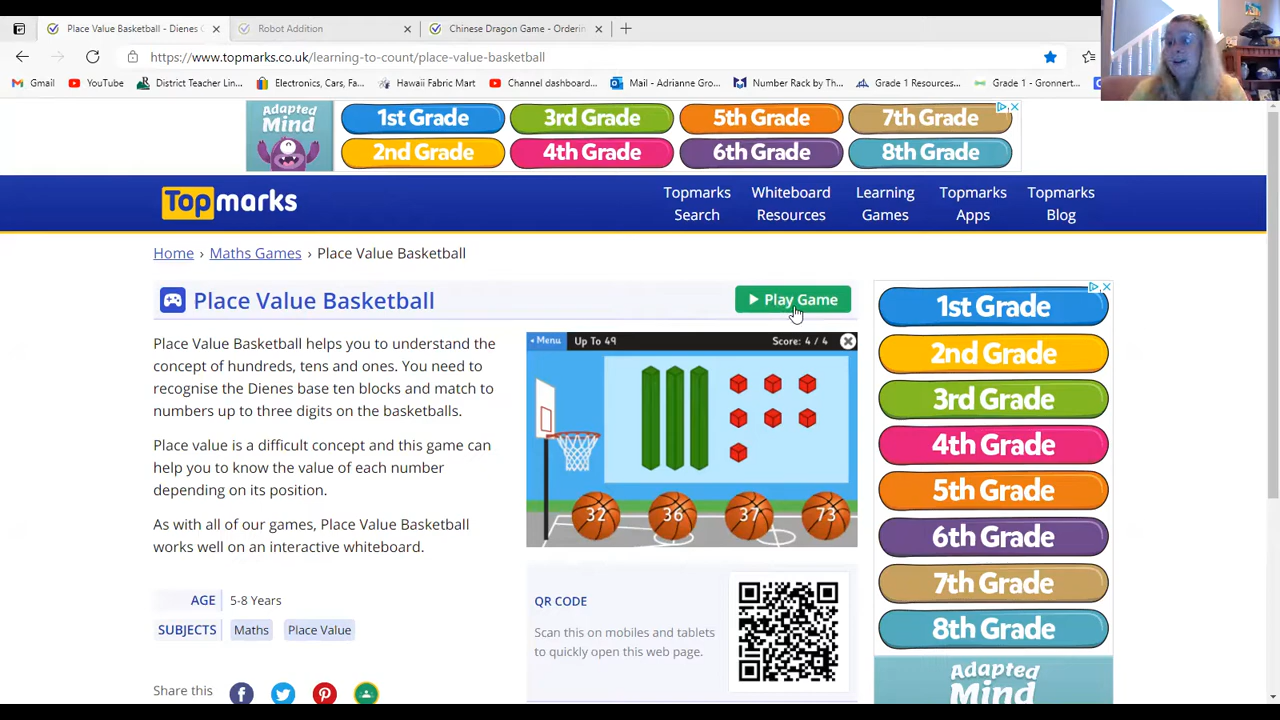 Place Value Basketball - Dienes
Robot Addition
Chinese Dragon Game - Orderin
https://www.topmarks.co.uk/learning-to-count/place-value-basketball
Gmail
YouTube
District Teacher Lin...
Electronics, Cars, Fa...
Hawaii Fabric Mart
Channel dashboard...
Mail - Adrianne Gro...
Number Rack by Th...
Grade 1 Resources...
Grade 1 - Gronnert...
Adapted Mind
1st Grade
3rd Grade
5th Grade
7th Grade
2nd Grade
4th Grade
6th Grade
8th Grade
Topmarks
Topmarks Search
Whiteboard Resources
Learning Games
Topmarks Apps
Topmarks Blog
Home › Maths Games › Place Value Basketball
Place Value Basketball
Play Game
Place Value Basketball helps you to understand the
concept of hundreds, tens and ones. You need to
recognise the Dienes base ten blocks and match to
numbers up to three digits on the basketballs.
Place value is a difficult concept and this game can
help you to know the value of each number
depending on its position.
As with all of our games, Place Value Basketball
works well on an interactive whiteboard.
AGE 5-8 Years
SUBJECTS Maths Place Value
Share this
Menu Up To 49 Score: 4 / 4
32 36 37 73
QR CODE
Scan this on mobiles and tablets
to quickly open this web page.
1st Grade
2nd Grade
3rd Grade
4th Grade
5th Grade
6th Grade
7th Grade
8th Grade
Adapted
Mind